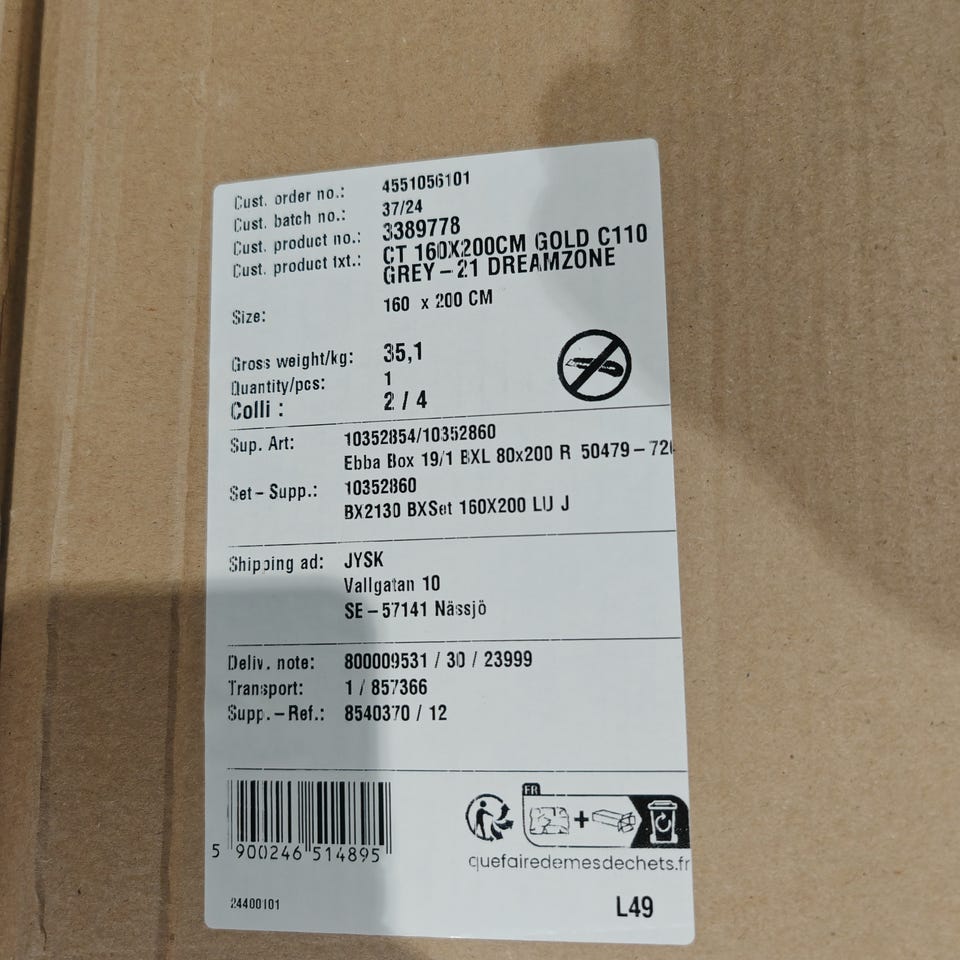 Cust. order no.: 4551056101
Cust. batch no.: 37/24
Cust. product no.: 3389778
Cust. product txt.: CT 160X200CM GOLD C110
GREY-21 DREAMZONE
Size: 160 x 200 CM
Gross weight/kg: 35,1
Quantity/pcs: 1
Colli : 2 / 4
Sup. Art: 10352854/10352860
Ebba Box 19/1 BXL 80x200 R 50479-72
Set-Supp.: 10352860
BX2130 BXSet 160X200 LU J
Shipping ad: JYSK
Vallgatan 10
SE-57141 Nässjö
Deliv. note: 800009531 / 30 / 23999
Transport: 1 / 857366
Supp.-Ref.: 8540370 / 12
FR
5 900246 514895
quefairedemesdechets.fr
24400101
L49